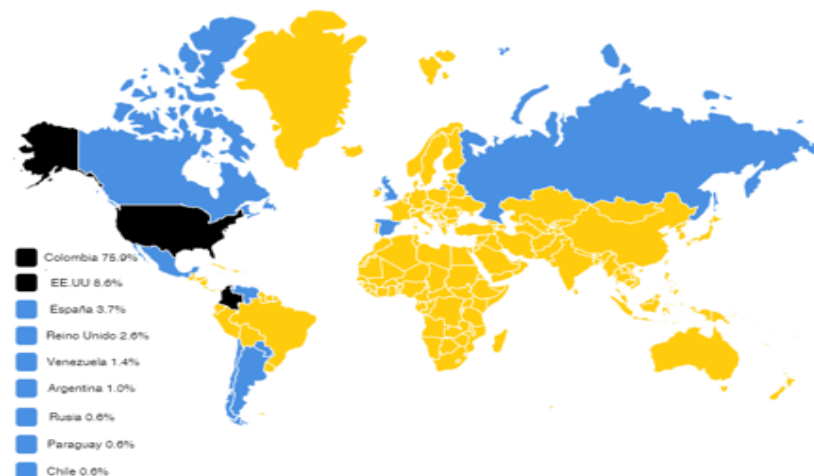 Colombia 75.9%
EE.UU 8.6%
España 3.7%
Reino Unido 2.6%
Venezuela 1.4%
Argentina 1.0%
Rusia 0.6%
Paraguay 0.6%
Chile 0.6%